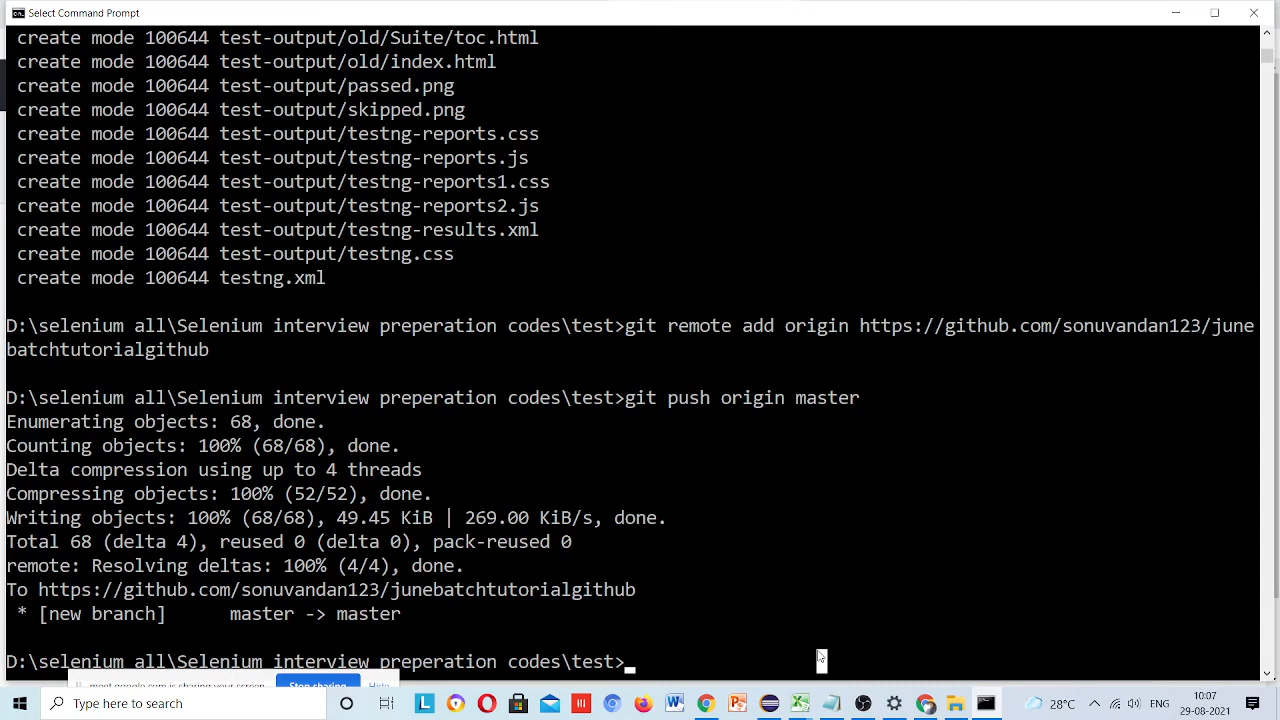 Select Command Prompt
create mode 100644 test-output/old/Suite/toc.html
create mode 100644 test-output/old/index.html
create mode 100644 test-output/passed.png
create mode 100644 test-output/skipped.png
create mode 100644 test-output/testng-reports.css
create mode 100644 test-output/testng-reports.js
create mode 100644 test-output/testng-reports1.css
create mode 100644 test-output/testng-reports2.js
create mode 100644 test-output/testng-results.xml
create mode 100644 test-output/testng.css
create mode 100644 testng.xml
D:\selenium all\Selenium interview preperation codes\test>git remote add origin https://github.com/sonuvandan123/june
batchtutorialgithub
D:\selenium all\Selenium interview preperation codes\test>git push origin master
Enumerating objects: 68, done.
Counting objects: 100% (68/68), done.
Delta compression using up to 4 threads
Compressing objects: 100% (52/52), done.
Writing objects: 100% (68/68), 49.45 KiB | 269.00 KiB/s, done.
Total 68 (delta 4), reused 0 (delta 0), pack-reused 0
remote: Resolving deltas: 100% (4/4), done.
To https://github.com/sonuvandan123/junebatchtutorialgithub
* [new branch] master -> master
D:\selenium all\Selenium interview preperation codes\test>
meet.google.com is sharing your screen. Stop sharing Hide
Type here to search
28°C ENG 10:07
29-08-2021